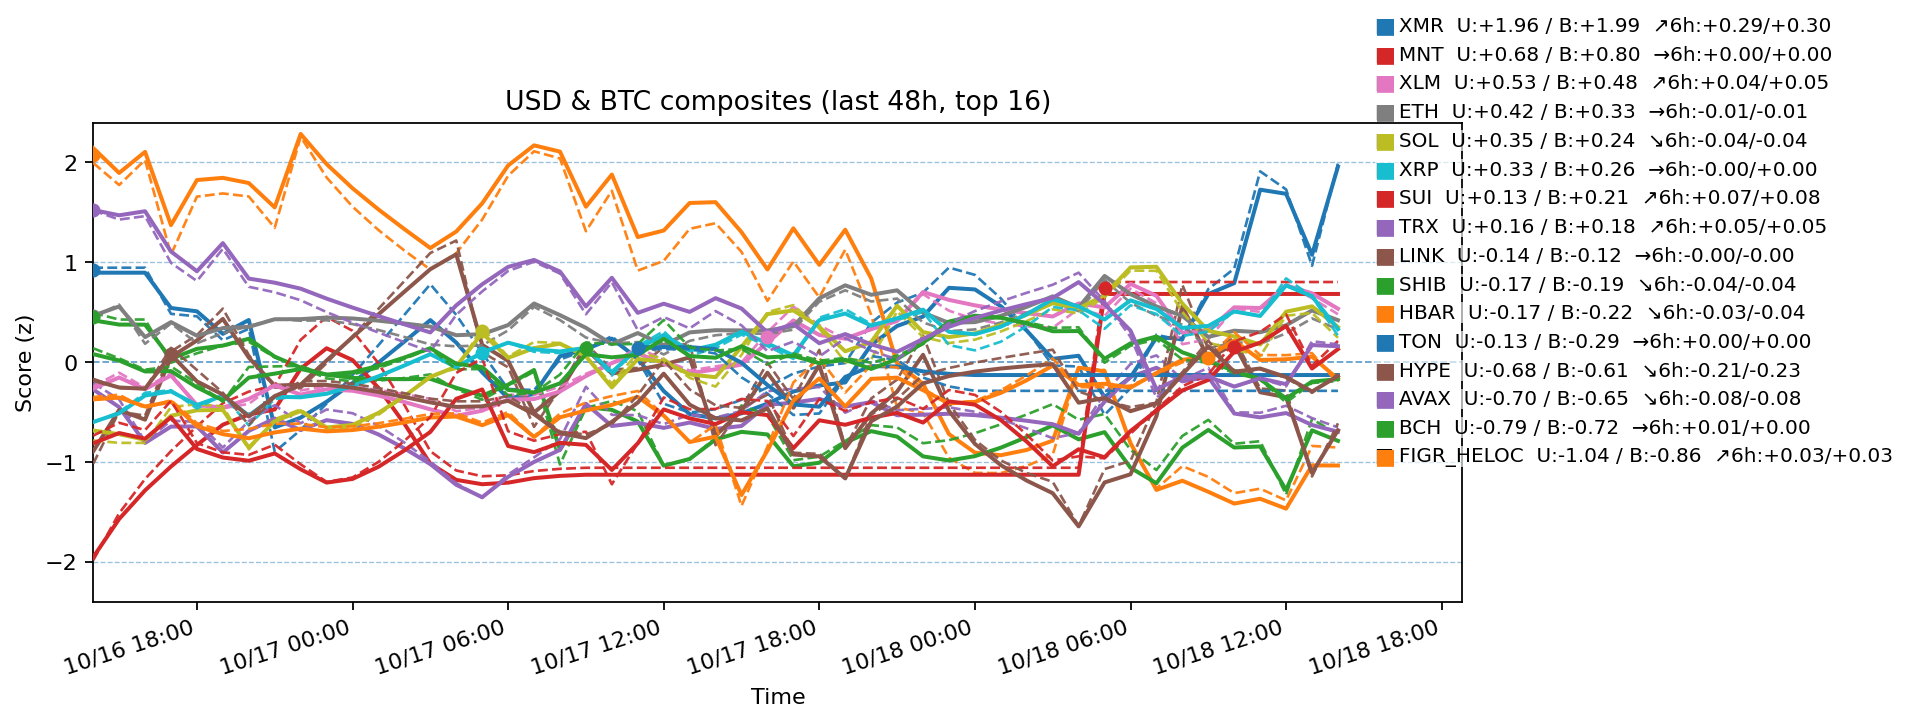 XMR U:+1.96 / B:+1.99 ↗6h:+0.29/+0.30
MNT U:+0.68 / B:+0.80 →6h:+0.00/+0.00
XLM U:+0.53 / B:+0.48 ↗6h:+0.04/+0.05
USD & BTC composites (last 48h, top 16)
ETH U:+0.42 / B:+0.33 →6h:-0.01/-0.01
SOL U:+0.35 / B:+0.24 ↘6h:-0.04/-0.04
XRP U:+0.33 / B:+0.26 →6h:-0.00/+0.00
SUI U:+0.13 / B:+0.21 ↗6h:+0.07/+0.08
TRX U:+0.16 / B:+0.18 ↗6h:+0.05/+0.05
LINK U:-0.14 / B:-0.12 →6h:-0.00/-0.00
SHIB U:-0.17 / B:-0.19 ↘6h:-0.04/-0.04
HBAR U:-0.17 / B:-0.22 ↘6h:-0.03/-0.04
TON U:-0.13 / B:-0.29 →6h:+0.00/+0.00
HYPE U:-0.68 / B:-0.61 ↘6h:-0.21/-0.23
AVAX U:-0.70 / B:-0.65 ↘6h:-0.08/-0.08
BCH U:-0.79 / B:-0.72 →6h:+0.01/+0.00
FIGR_HELOC U:-1.04 / B:-0.86 ↗6h:+0.03/+0.03
Score (z)
2
1
0
−1
−2
10/16 18:00
10/17 00:00
10/17 06:00
10/17 12:00
10/17 18:00
10/18 00:00
10/18 06:00
10/18 12:00
10/18 18:00
Time